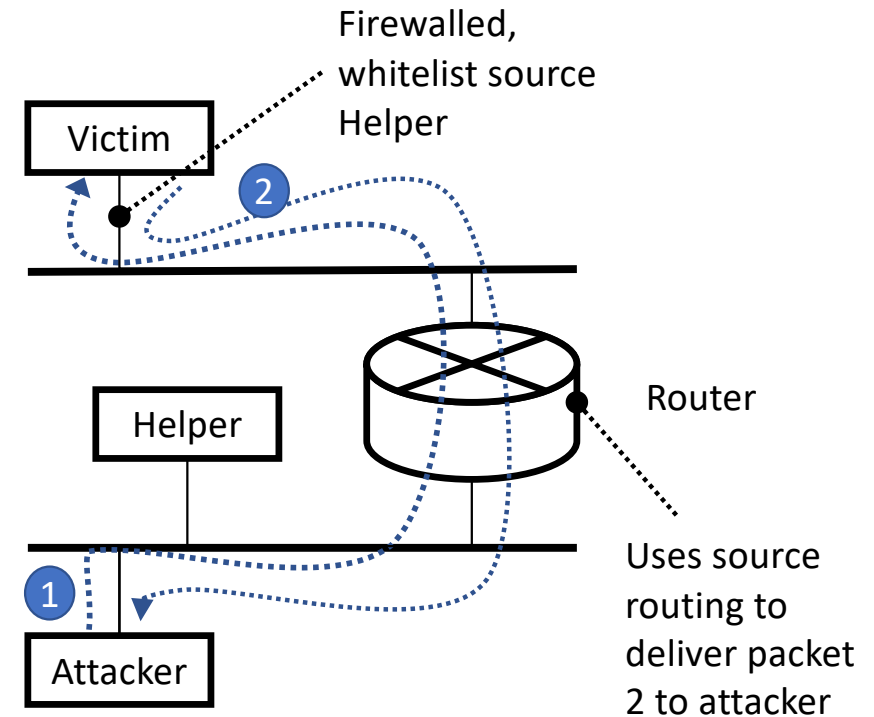 Firewalled,
whitelist source
Helper
Victim
2
Helper
Router
1
Attacker
Uses source
routing to
deliver packet
2 to attacker